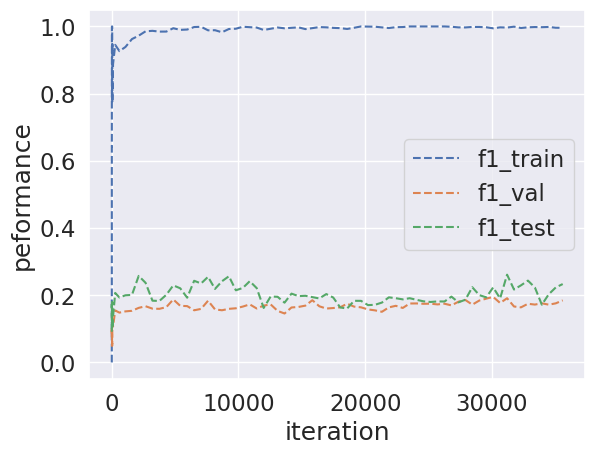 1.0
0.8
0.6
0.4
0.2
0.0
peformance
f1_train
f1_val
f1_test
0 10000 20000 30000
iteration